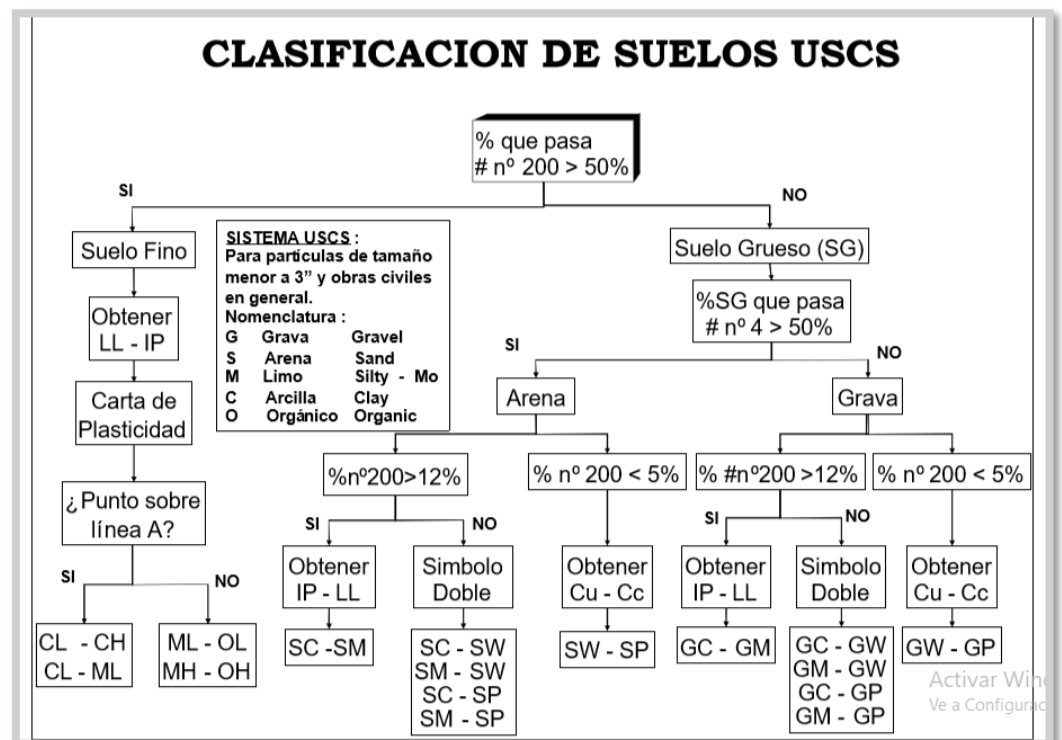 CLASIFICACION DE SUELOS USCS
% que pasa
# nº 200 > 50%
SI
NO
Suelo Fino
Obtener
LL - IP
Carta de
Plasticidad
¿Punto sobre
línea A?
SI
NO
CL - CH
CL - ML
ML - OL
MH - OH
SISTEMA USCS :
Para partículas de tamaño
menor a 3” y obras civiles
en general.
Nomenclatura :
G Grava Gravel
S Arena Sand
M Limo Silty - Mo
C Arcilla Clay
O Orgánico Organic
Suelo Grueso (SG)
%SG que pasa
# nº 4 > 50%
SI
NO
Arena
Grava
%nº200>12%
% nº 200 < 5%
% #nº200 >12%
% nº 200 < 5%
SI
NO
SI
NO
Obtener
IP - LL
Simbolo
Doble
Obtener
Cu - Cc
Obtener
IP - LL
Simbolo
Doble
Obtener
Cu - Cc
SC -SM
SC - SW
SM - SW
SC - SP
SM - SP
SW - SP
GC - GM
GC - GW
GM - GW
GC - GP
GM - GP
GW - GP
Activar Win
Ve a Configurac